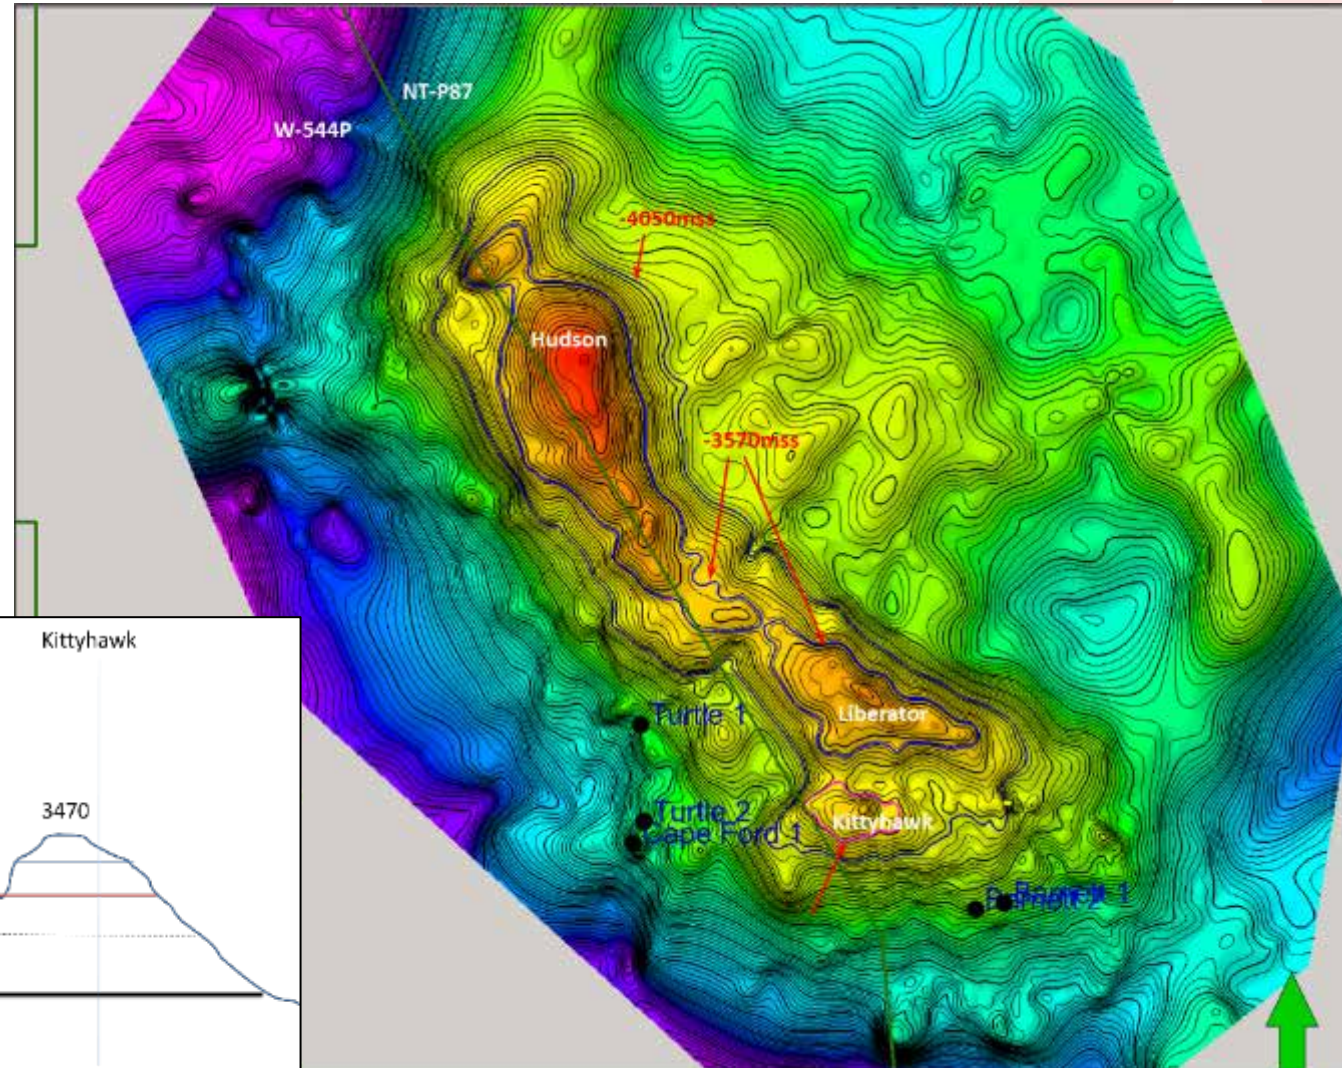 NT-P87
W-544P
-4050mss
Hudson
-3570mss
Kittyhawk
Turtle 1
Liberator
3470
Turtle 2
Kittyhawk
Cape Ford 1